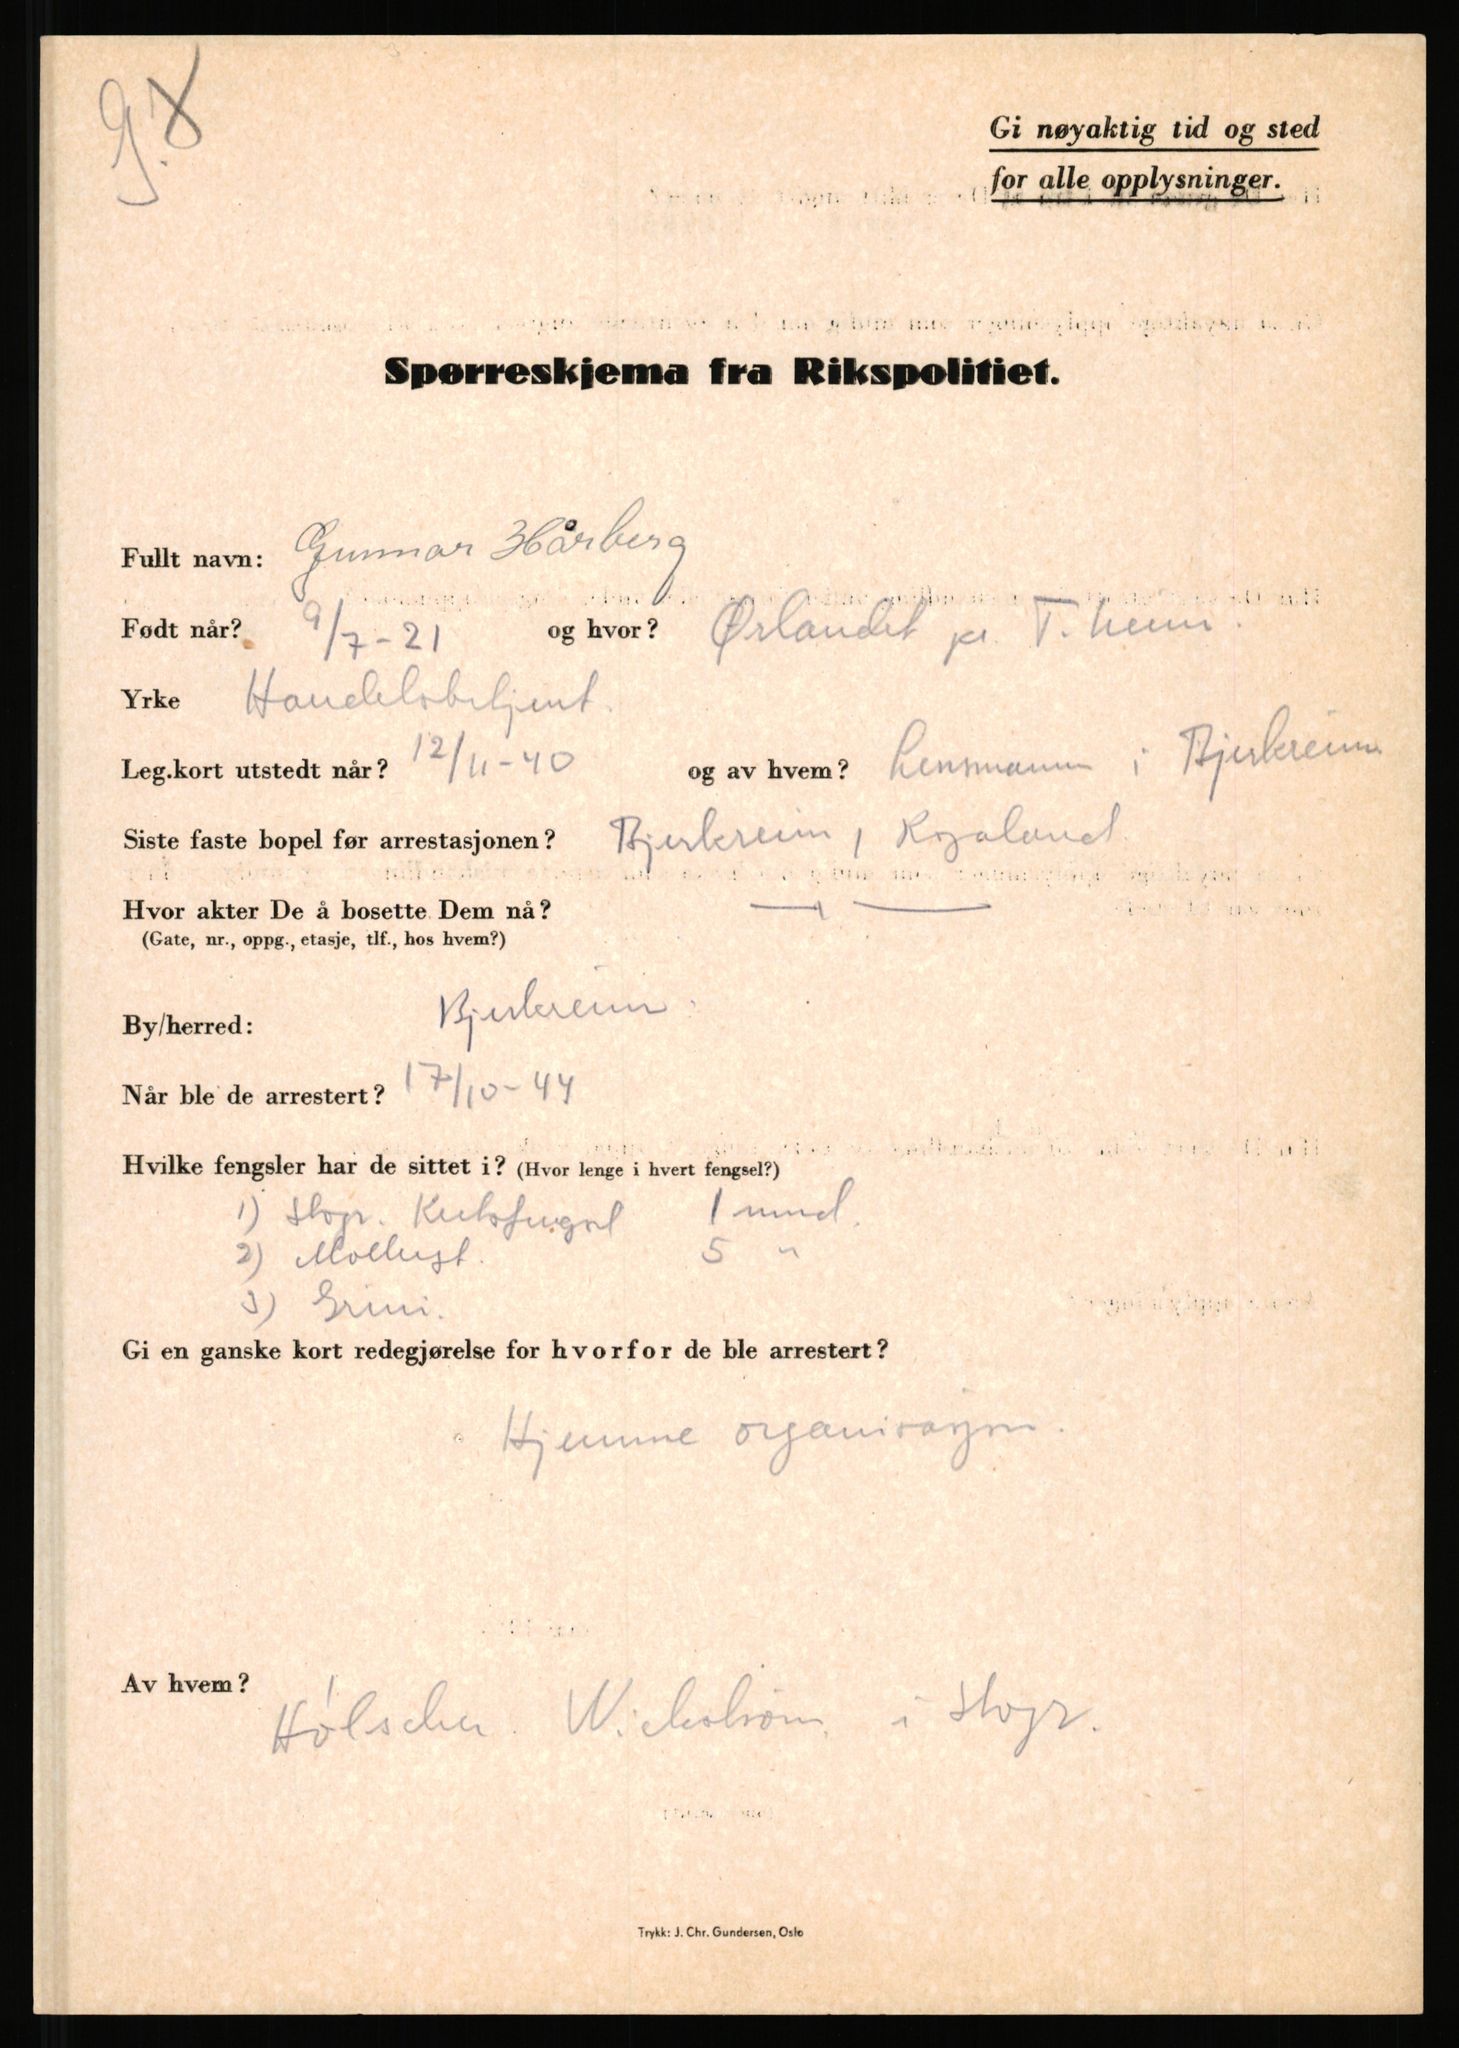 G.8
Gi nøyaktig tid og sted
for alle opplysninger.
Spørreskjema fra Rikspolitiet.
Fullt navn: Gunnar Hårberg
Født når? 9/7-21 og hvor? Ørlandet pr. T.heim.
Yrke Handelsbetjent.
Leg.kort utstedt når? 12/11-40 og av hvem? Lensmann i Bjerkreim
Siste faste bopel før arrestasjonen? Bjerkreim, Rogaland.
Hvor akter De å bosette Dem nå?
(Gate, nr., oppg., etasje, tlf., hos hvem?)
By/herred: Bjerkreim.
Når ble de arrestert? 17/10-44
Hvilke fengsler har de sittet i? (Hvor lenge i hvert fengsel?)
1) Stvgr. Kretsfengsel 1 mnd.
2) Møllergt. 5 "
3) Grini.
Gi en ganske kort redegjørelse for hvorfor de ble arrestert?
Hjemme organisasjon.
Av hvem? Hølscher. Wickstrøm. i Stvgr.
Trykk: J. Chr. Gundersen, Oslo